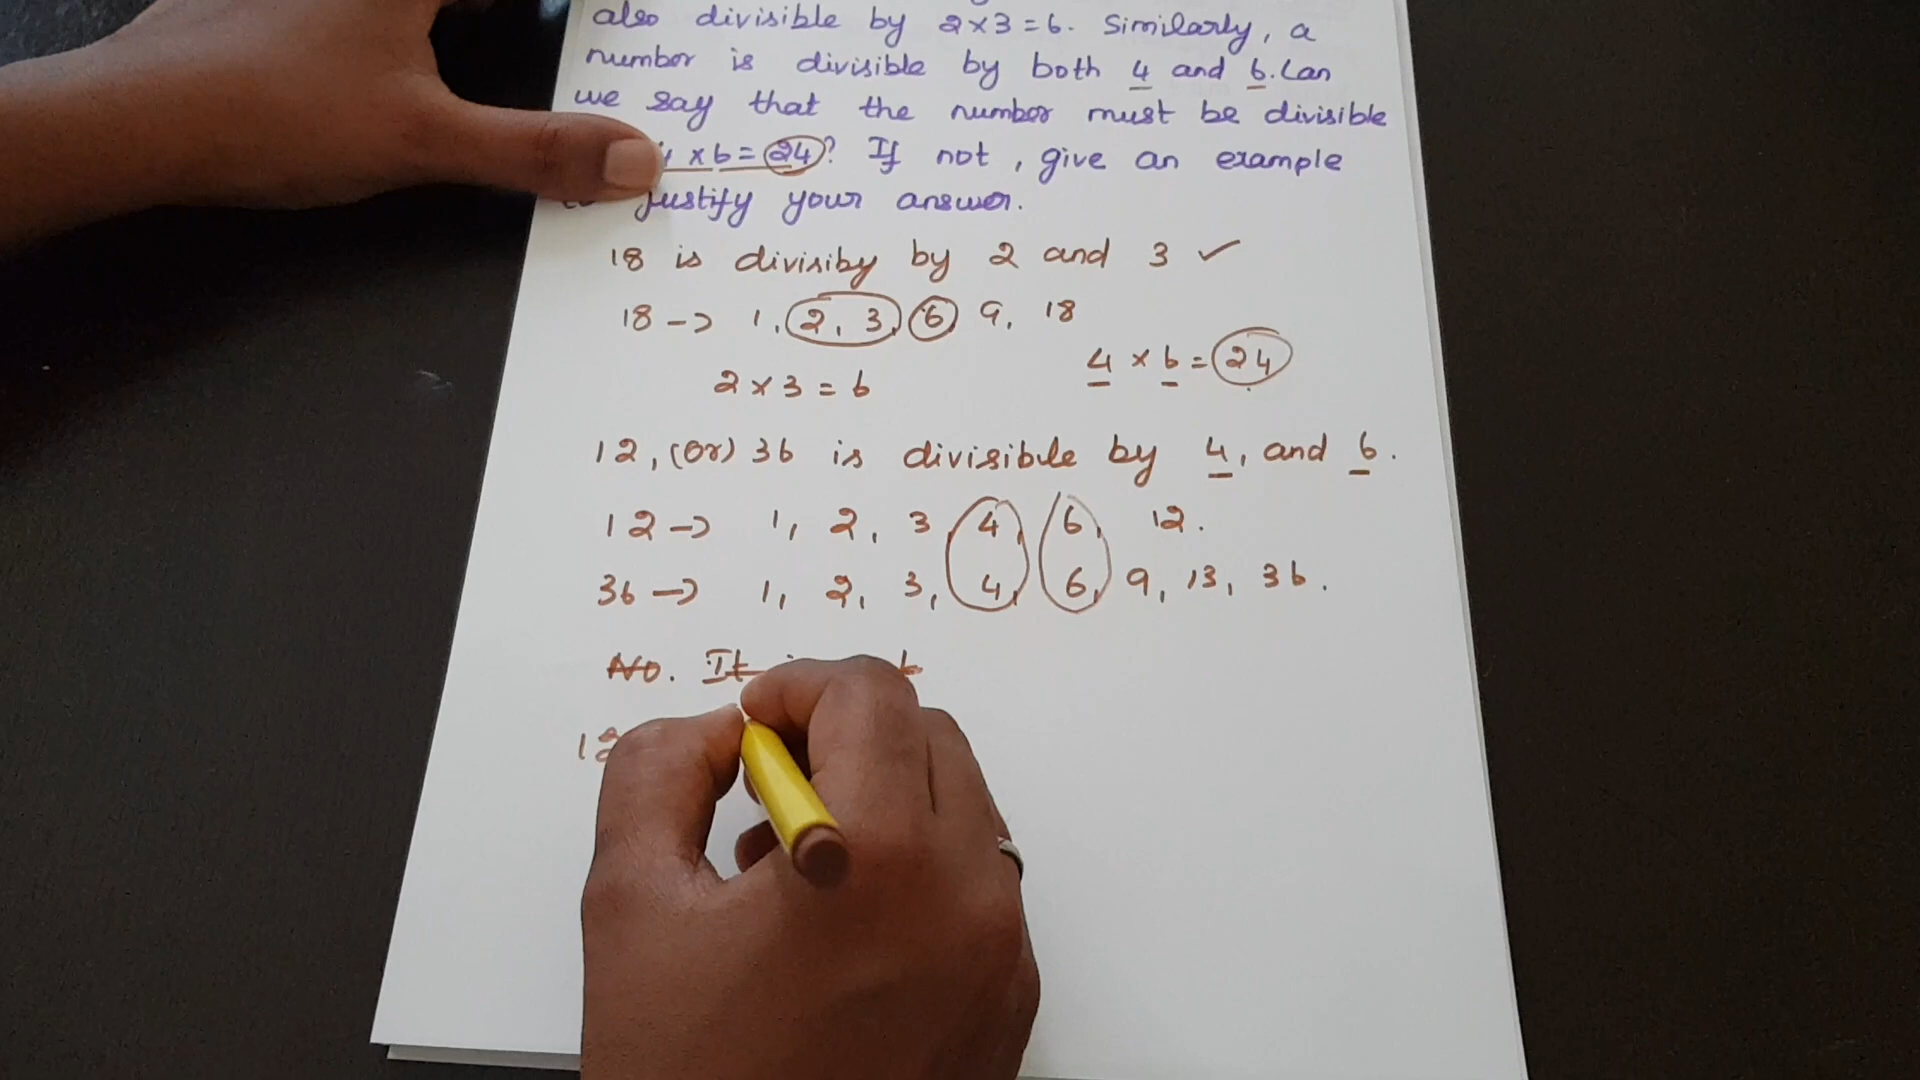 also divisible by 2×3=6. Similarly, a
number is divisible by both 4 and 6. Can
we say that the number must be divisible
4 ×6=24? If not, give an example
justify your answer.
18 is divisiby by 2 and 3 ✓
18 -> 1, 2, 3, 6, 9, 18
2 × 3 = 6
4 × 6 = 24
12, (or) 36 is divisible by 4, and 6.
12 -> 1, 2, 3, 4, 6, 12.
36 -> 1, 2, 3, 4, 6, 9, 13, 36.
No. It
12